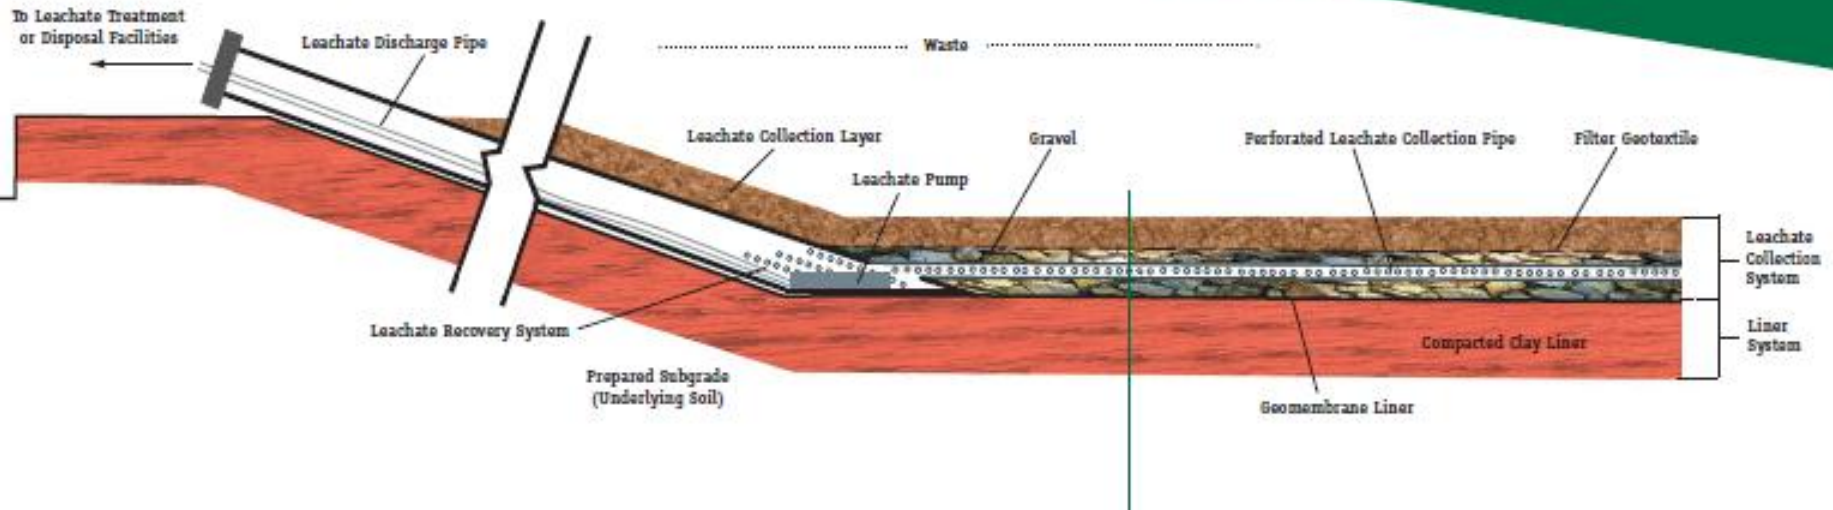 To Leachate Treatment
or Disposal Facilities
Leachate Discharge Pipe
Waste
Leachate Collection Layer
Gravel
Perforated Leachate Collection Pipe
Filter Geotextile
Leachate Pump
Leachate
Collection
System
Leachate Recovery System
Compacted Clay Liner
Liner
System
Prepared Subgrade
(Underlying Soil)
Geomembrane Liner